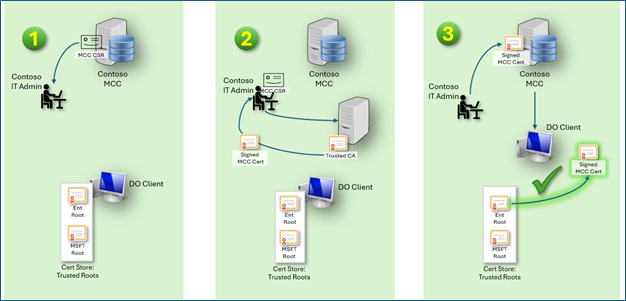 1
MCC CSR
Contoso
IT Admin
Contoso
MCC
DO Client
Ent
Root
MSFT
Root
Cert Store:
Trusted Roots
2
Contoso
IT Admin
MCC CSR
Contoso
MCC
Signed
MCC Cert
Trusted CA
DO Client
Ent
Root
MSFT
Root
Cert Store:
Trusted Roots
3
Signed
MCC Cert
Contoso
IT Admin
Contoso
MCC
DO Client
Signed
MCC Cert
Ent
Root
MSFT
Root
Cert Store:
Trusted Roots